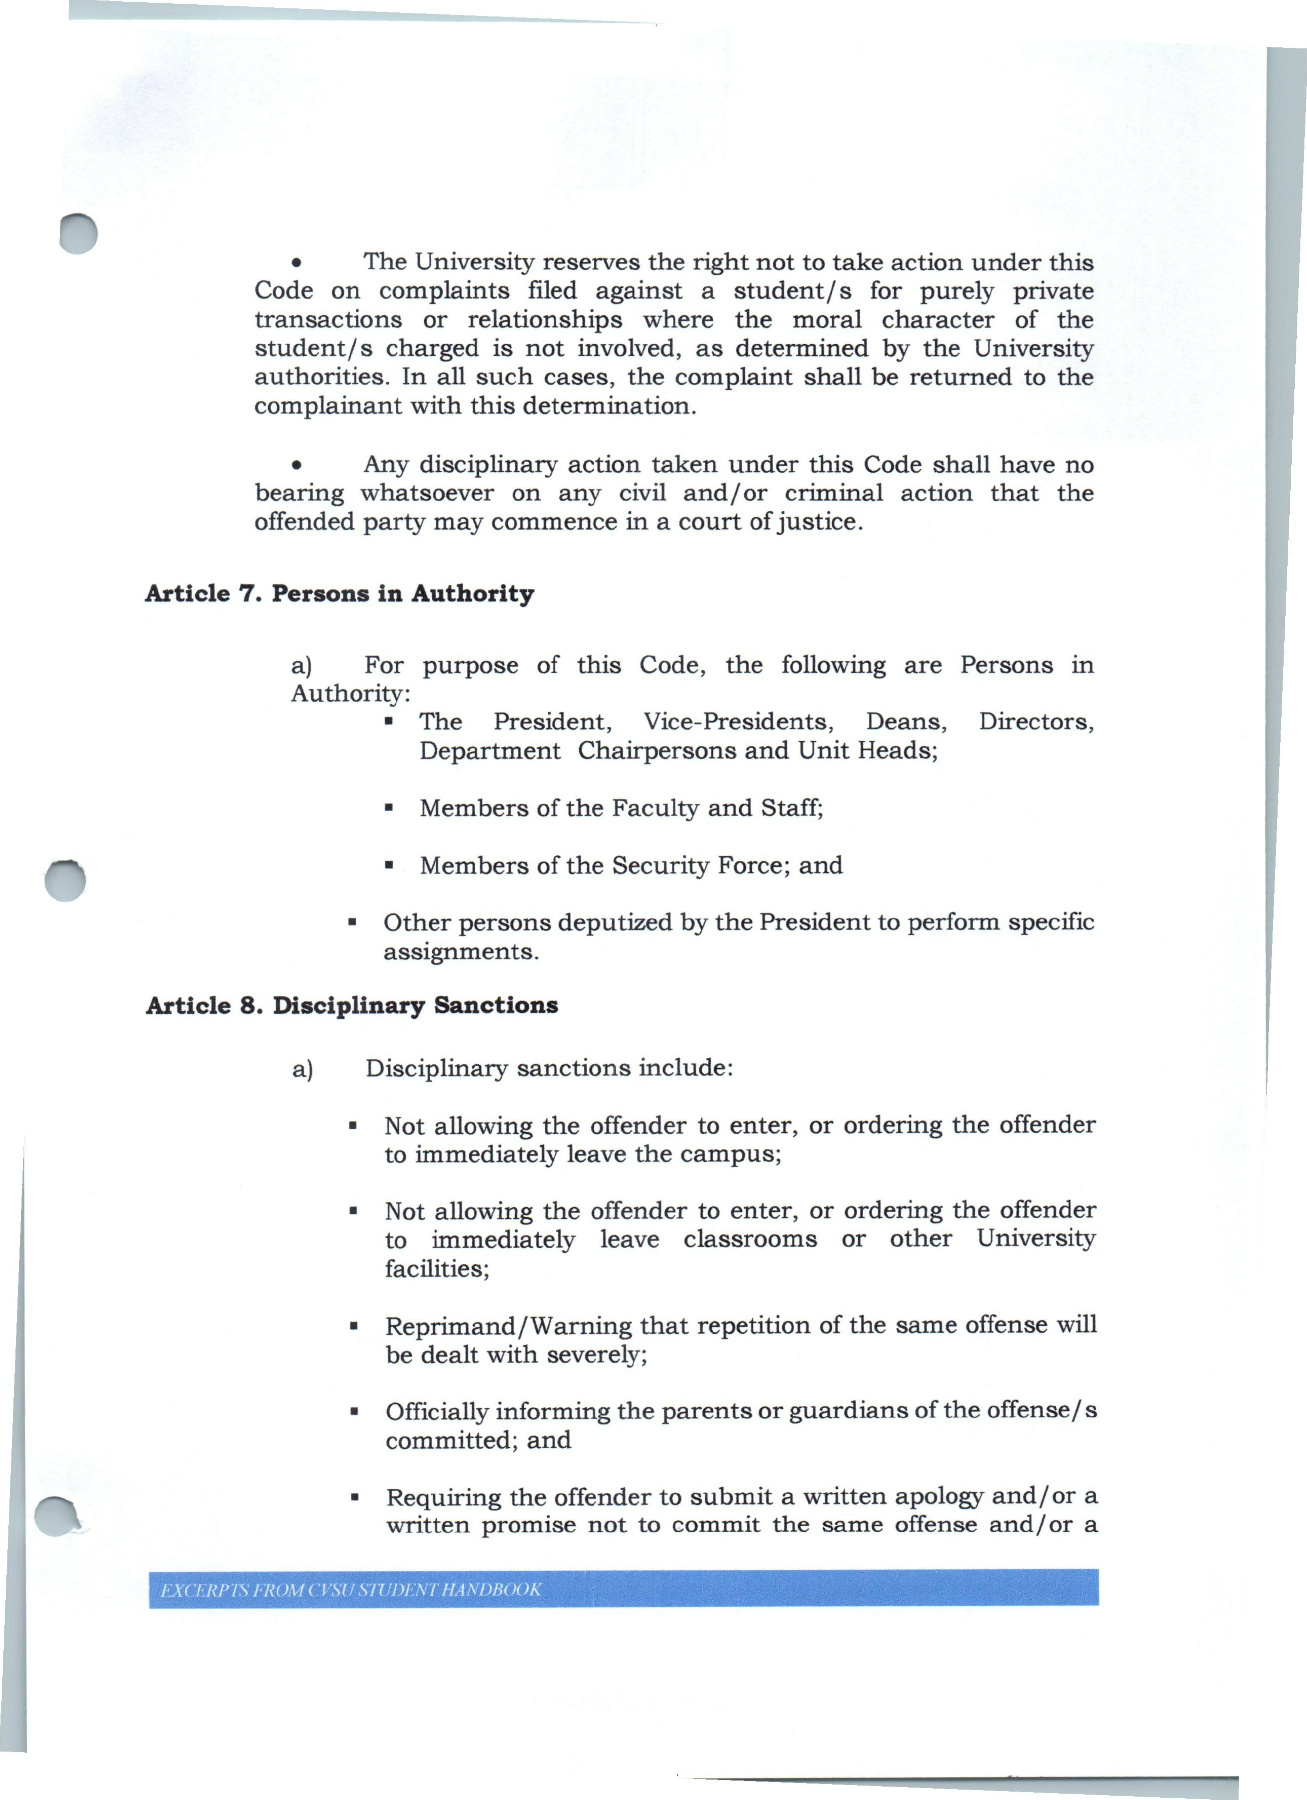 • The University reserves the right not to take action under this
Code on complaints filed against a student/s for purely private
transactions or relationships where the moral character of the
student/s charged is not involved, as determined by the University
authorities. In all such cases, the complaint shall be returned to the
complainant with this determination.
• Any disciplinary action taken under this Code shall have no
bearing whatsoever on any civil and/or criminal action that the
offended party may commence in a court of justice.
Article 7. Persons in Authority
a) For purpose of this Code, the following are Persons in
Authority:
▪ The President, Vice-Presidents, Deans, Directors,
Department Chairpersons and Unit Heads;
▪ Members of the Faculty and Staff;
▪ Members of the Security Force; and
▪ Other persons deputized by the President to perform specific
assignments.
Article 8. Disciplinary Sanctions
a) Disciplinary sanctions include:
▪ Not allowing the offender to enter, or ordering the offender
to immediately leave the campus;
▪ Not allowing the offender to enter, or ordering the offender
to immediately leave classrooms or other University
facilities;
▪ Reprimand/Warning that repetition of the same offense will
be dealt with severely;
▪ Officially informing the parents or guardians of the offense/s
committed; and
▪ Requiring the offender to submit a written apology and/or a
written promise not to commit the same offense and/or a
EXCERPTS FROM CVSU STUDENT HANDBOOK